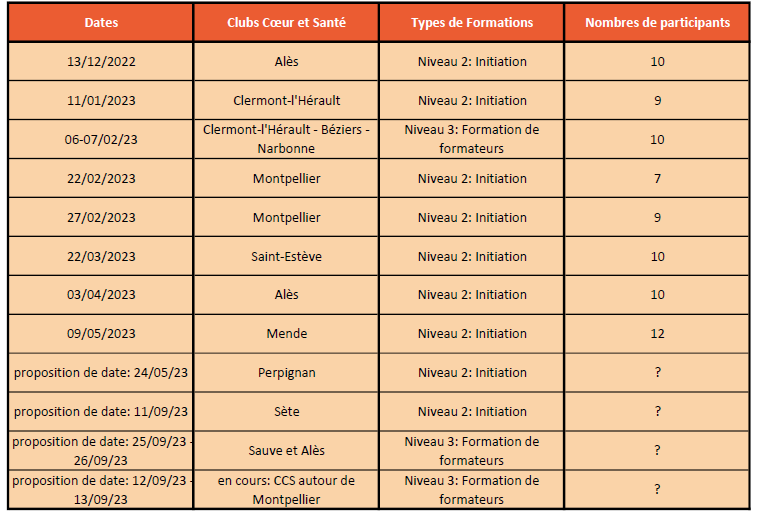 Dates Clubs Cœur et Santé Types de Formations Nombres de participants
13/12/2022 Alès Niveau 2: Initiation 10
11/01/2023 Clermont-l'Hérault Niveau 2: Initiation 9
06-07/02/23 Clermont-l'Hérault - Béziers -
Narbonne Niveau 3: Formation de
formateurs 10
22/02/2023 Montpellier Niveau 2: Initiation 7
27/02/2023 Montpellier Niveau 2: Initiation 9
22/03/2023 Saint-Estève Niveau 2: Initiation 10
03/04/2023 Alès Niveau 2: Initiation 10
09/05/2023 Mende Niveau 2: Initiation 12
proposition de date: 24/05/23 Perpignan Niveau 2: Initiation ?
proposition de date: 11/09/23 Sète Niveau 2: Initiation ?
proposition de date: 25/09/23 -
26/09/23 Sauve et Alès Niveau 3: Formation de
formateurs ?
proposition de date: 12/09/23 -
13/09/23 en cours: CCS autour de
Montpellier Niveau 3: Formation de
formateurs ?